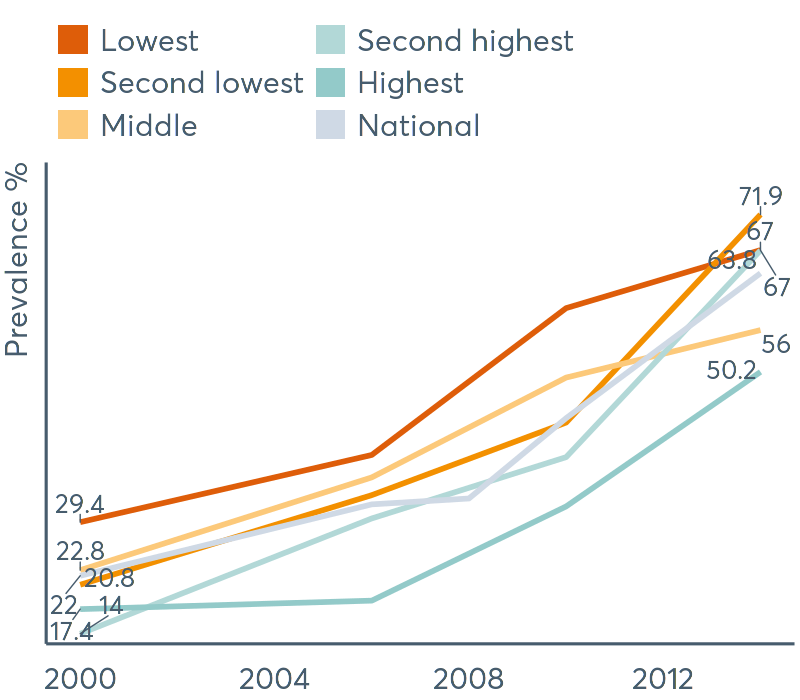 Lowest
Second lowest
Middle
Second highest
Highest
National
Prevalence %
71.9
67
63.8
67
56
50.2
29.4
22.8
20.8
22
14
17.4
2000
2004
2008
2012